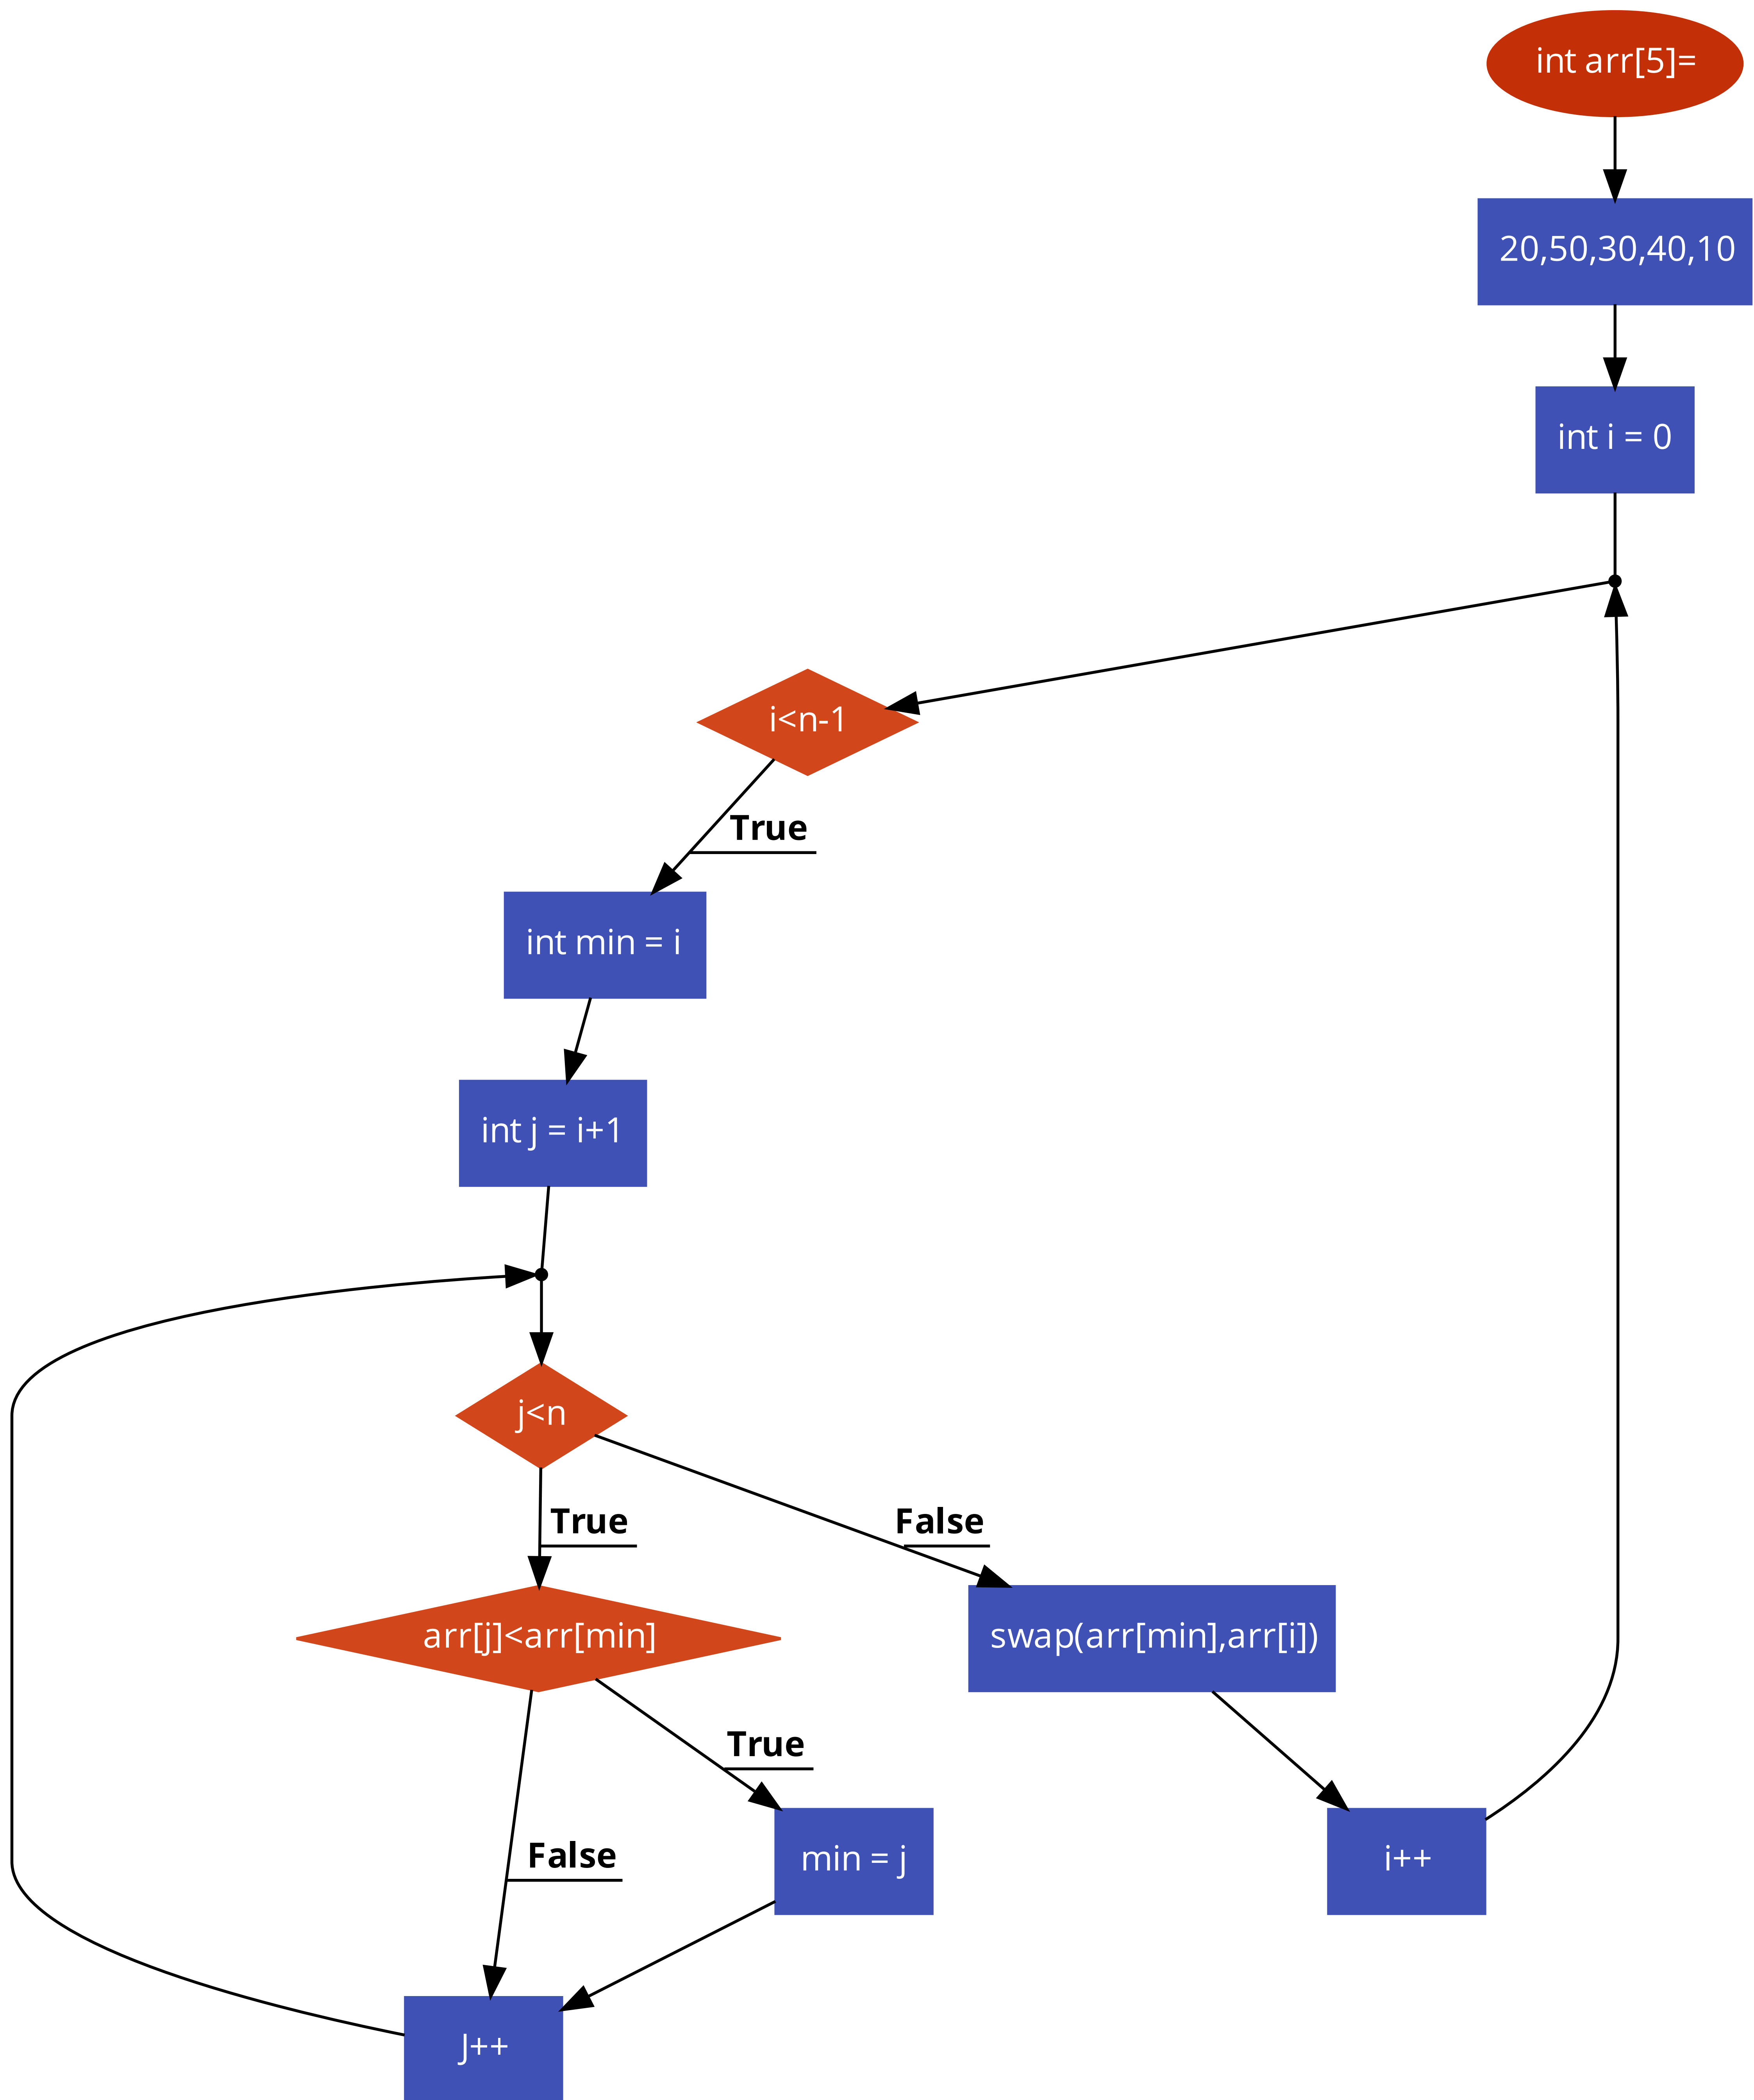 int arr[5]=
20,50,30,40,10
int i = 0
i<n-1
True
int min = i
int j = i+1
j<n
True
False
arr[j]<arr[min]
swap(arr[min],arr[i])
True
False
min = j
i++
J++